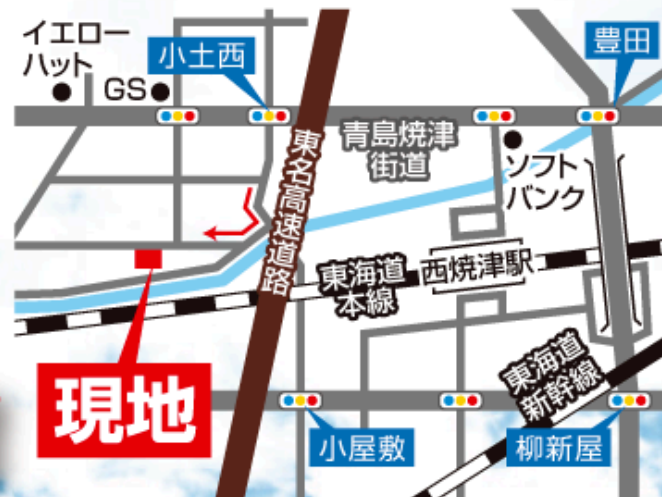 イエロー
ハット
GS
小土西
豊田
青島焼津
街道
ソフト
バンク
東名高速道路
東海道
本線
西焼津駅
現地
東海道
新幹線
小屋敷
柳新屋